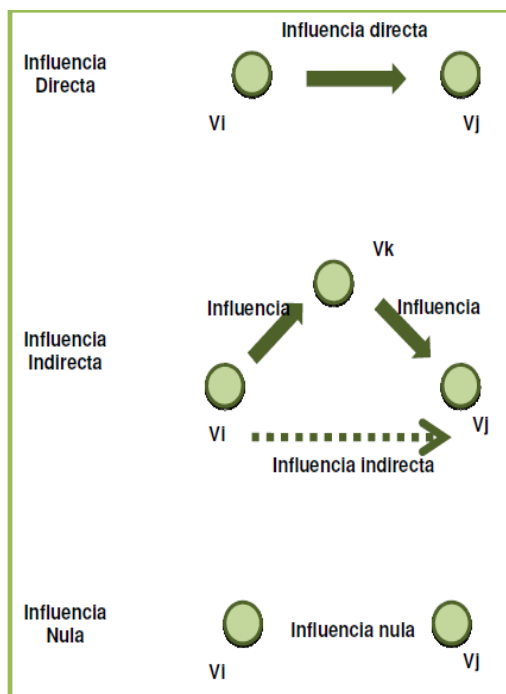 Influencia directa
Influencia
Directa
Vi
Vj
Vk
Influencia
Influencia
Influencia
Indirecta
Vi
Vj
Influencia indirecta
Influencia
Nula
Influencia nula
Vi
Vj